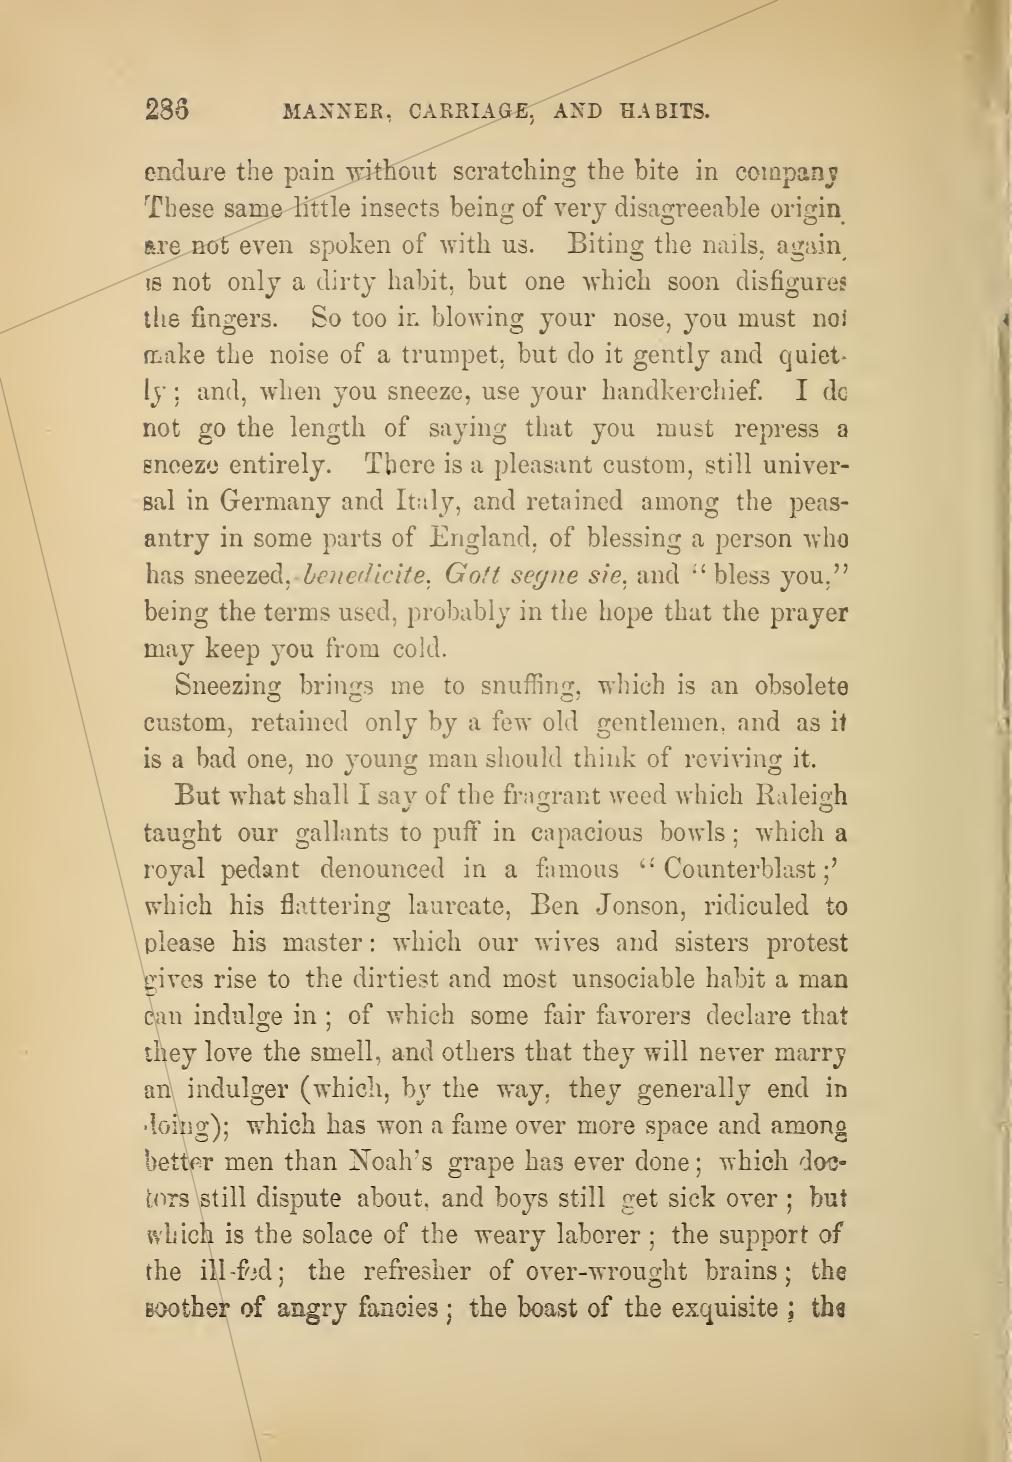 286 MANNER, CARRIAGE, AND HABITS.
endure the pain without scratching the bite in company
These same little insects being of very disagreeable origin
are not even spoken of with us. Biting the nails, again
is not only a dirty habit, but one which soon disfigures
the fingers. So too in blowing your nose, you must not
make the noise of a trumpet, but do it gently and quiet-
ly; and, when you sneeze, use your handkerchief. I do
not go the length of saying that you must repress a
sneeze entirely. There is a pleasant custom, still univer-
sal in Germany and Italy, and retained among the peas-
antry in some parts of England, of blessing a person who
has sneezed, benedicite, Gott segne sie, and "bless you,"
being the terms used, probably in the hope that the prayer
may keep you from cold.
Sneezing brings me to snuffing, which is an obsolete
custom, retained only by a few old gentlemen, and as it
is a bad one, no young man should think of reviving it.
But what shall I say of the fragrant weed which Raleigh
taught our gallants to puff in capacious bowls; which a
royal pedant denounced in a famous "Counterblast;'
which his flattering laureate, Ben Jonson, ridiculed to
please his master: which our wives and sisters protest
gives rise to the dirtiest and most unsociable habit a man
can indulge in; of which some fair favorers declare that
they love the smell, and others that they will never marry
an indulger (which, by the way, they generally end in
doing); which has won a fame over more space and among
better men than Noah's grape has ever done; which doc-
tors still dispute about, and boys still get sick over; but
which is the solace of the weary laborer; the support of
the ill-fed; the refresher of over-wrought brains; the
soother of angry fancies; the boast of the exquisite; the